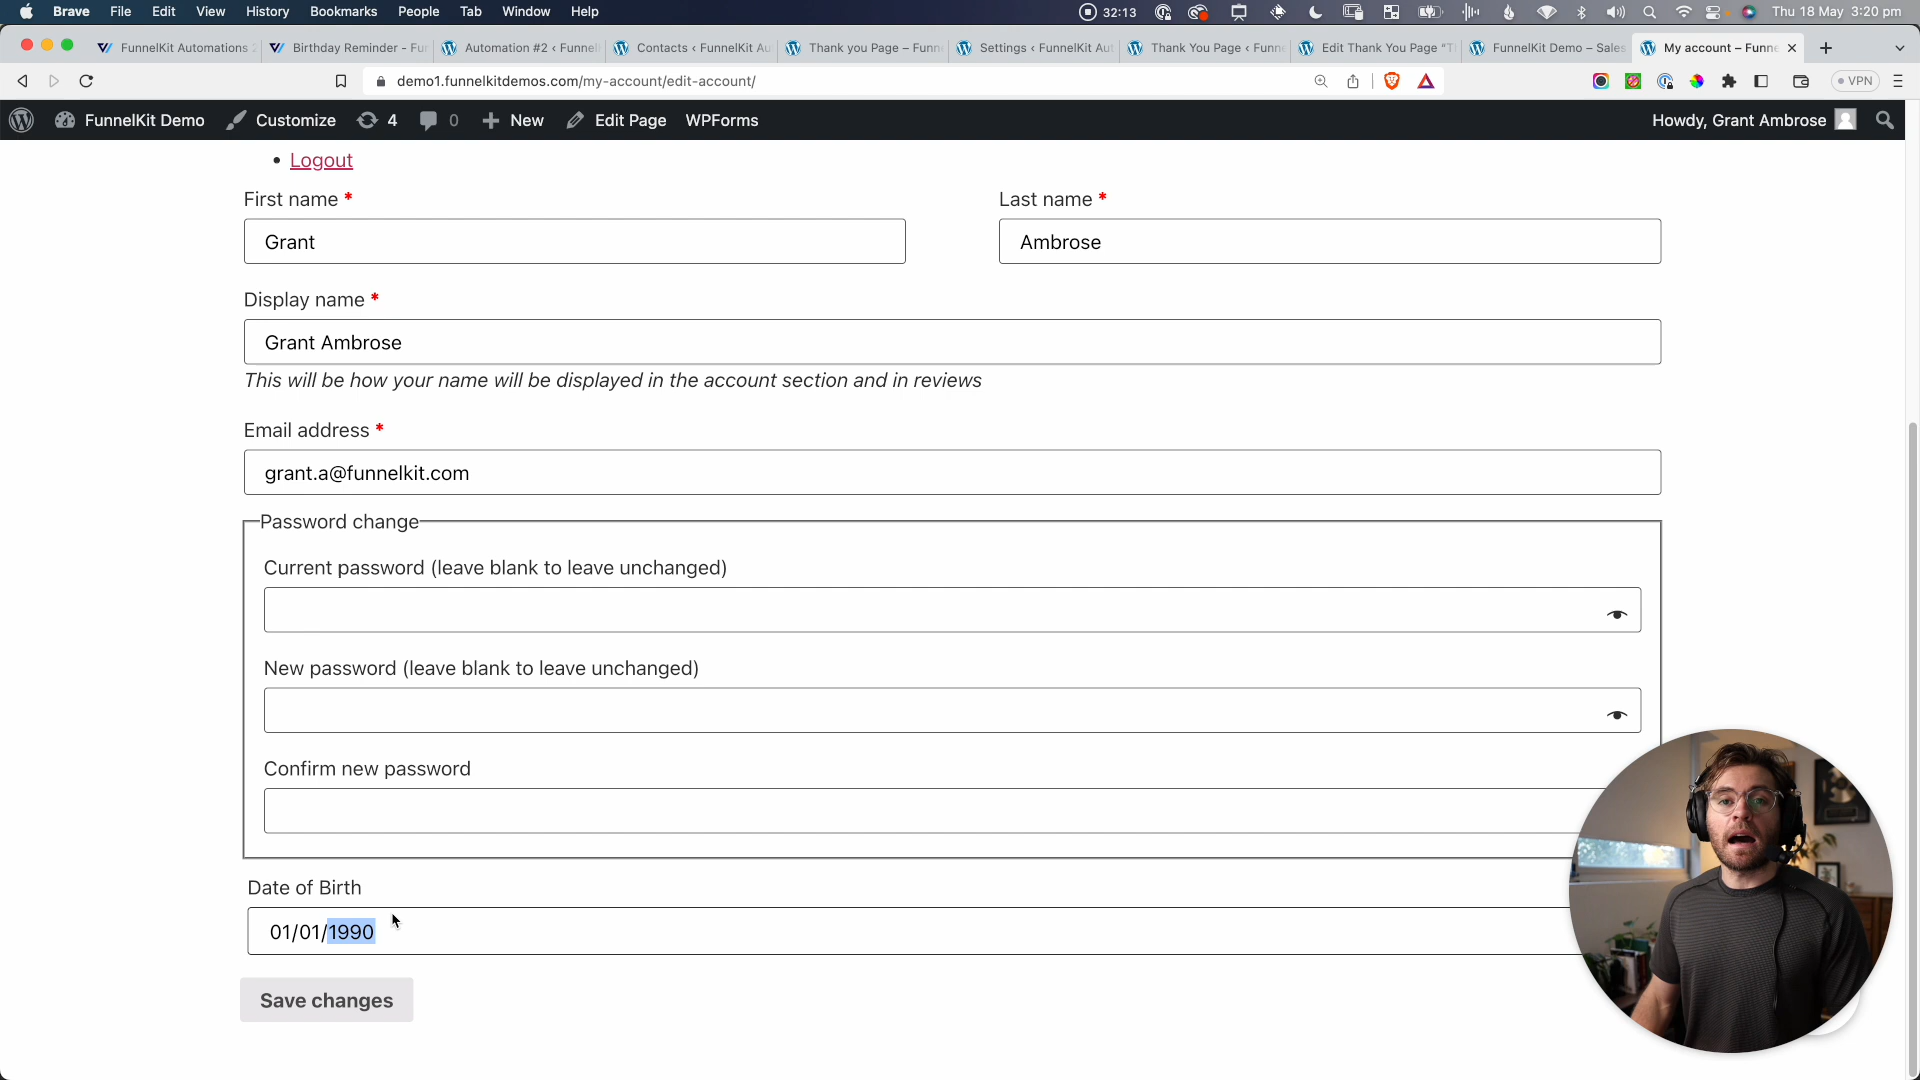 Brave File Edit View History Bookmarks People Tab Window Help 32:13 Thu 18 May 3:20 pm
FunnelKit Automations 2 Birthday Reminder - Fu Automation #2 ‹ Funnel Contacts ‹ FunnelKit Au Thank you Page – Funn Settings ‹ FunnelKit Aut Thank You Page ‹ Funn Edit Thank You Page “T FunnelKit Demo – Sales My account – Funne
demo1.funnelkitdemos.com/my-account/edit-account/ VPN
FunnelKit Demo Customize 4 0 New Edit Page WPForms Howdy, Grant Ambrose
• Logout
First name * Last name *
Grant Ambrose
Display name *
Grant Ambrose
This will be how your name will be displayed in the account section and in reviews
Email address *
grant.a@funnelkit.com
Password change
Current password (leave blank to leave unchanged)
New password (leave blank to leave unchanged)
Confirm new password
Date of Birth
01/01/1990
Save changes